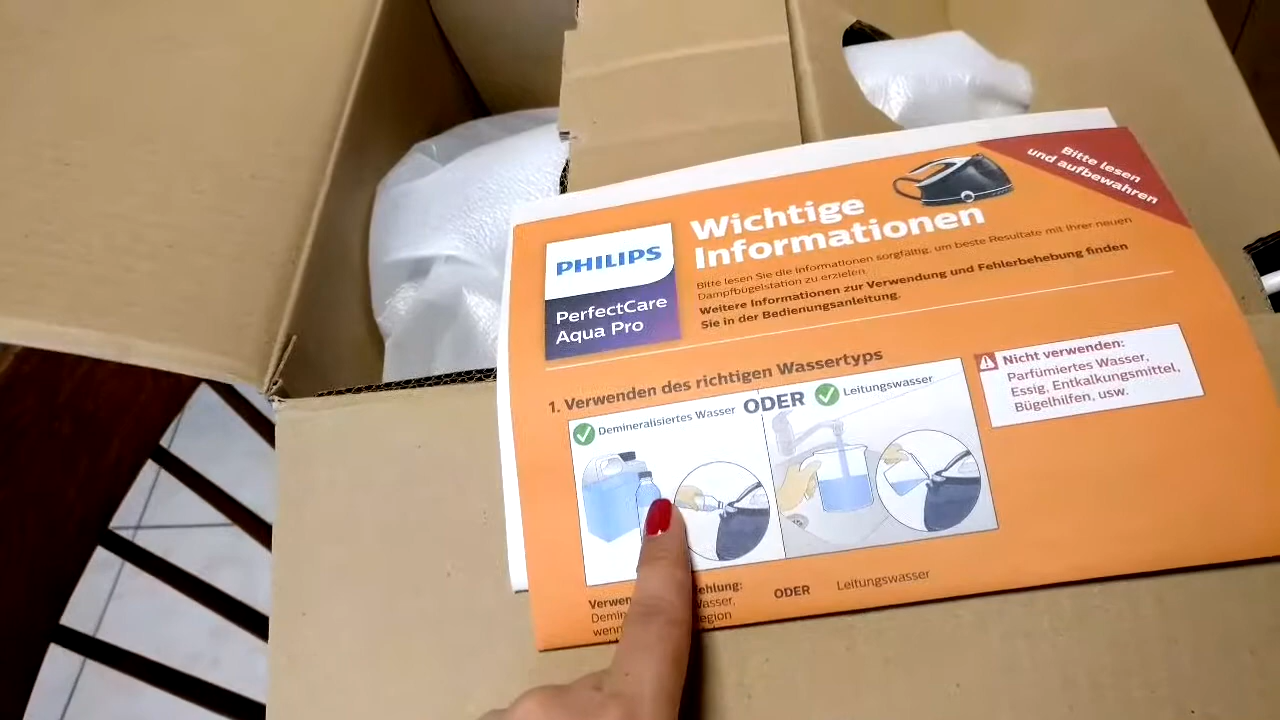 Bitte lesen
und aufbewahren
Wichtige
Informationen
PHILIPS
PerfectCare
Aqua Pro
Bitte lesen Sie die Informationen sorgfältig, um beste Resultate mit Ihrer neuen
Dampfbügelstation zu erzielen.
Weitere Informationen zur Verwendung und Fehlerbehebung finden
Sie in der Bedienungsanleitung.
1. Verwenden des richtigen Wassertyps
Demineralisiertes Wasser ODER Leitungswasser
Nicht verwenden:
Parfümiertes Wasser,
Essig, Entkalkungsmittel,
Bügelhilfen, usw.
ODER Leitungswasser
wenn